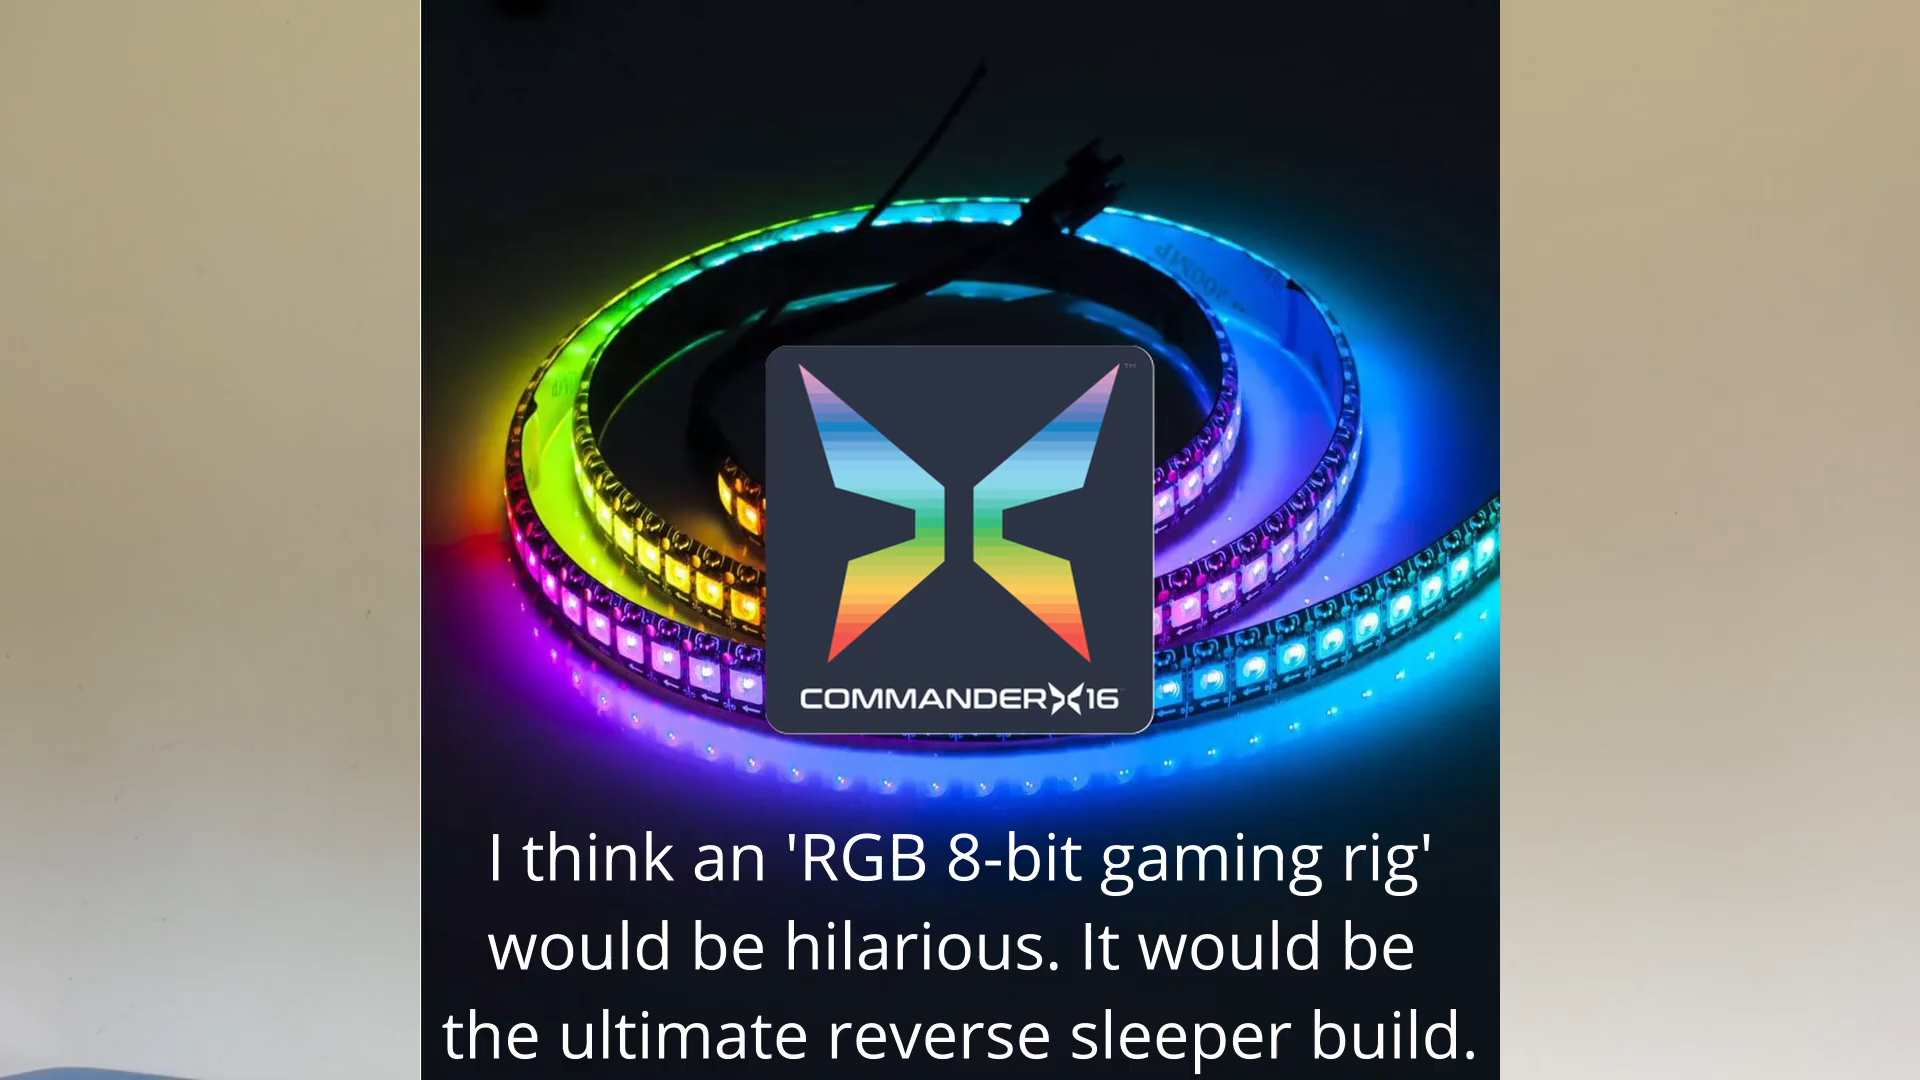 COMMANDER X16
TM
I think an 'RGB 8-bit gaming rig'
would be hilarious. It would be
the ultimate reverse sleeper build.